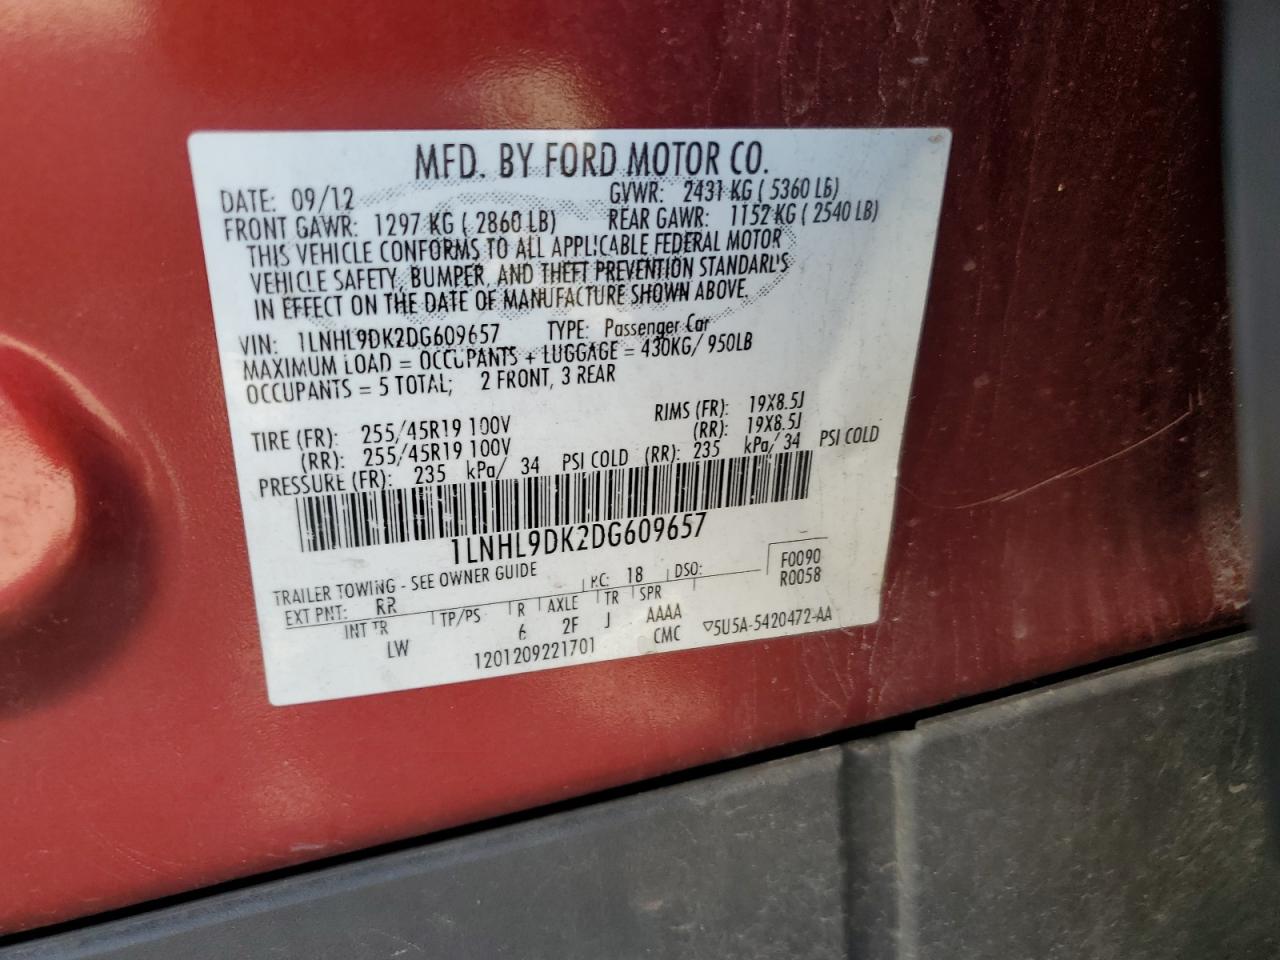 MFD. BY FORD MOTOR CO.
DATE: 09/12 GVWR: 2431 KG ( 5360 LB)
FRONT GAWR: 1297 KG ( 2860 LB) REAR GAWR: 1152 KG ( 2540 LB)
THIS VEHICLE CONFORMS TO ALL APPLICABLE FEDERAL MOTOR
VEHICLE SAFETY, BUMPER, AND THEFT PREVENTION STANDARDS
IN EFFECT ON THE DATE OF MANUFACTURE SHOWN ABOVE.
VIN: 1LNHL9DK2DG609657 TYPE: Passenger Car
MAXIMUM LOAD = OCCUPANTS + LUGGAGE = 430KG/ 950LB
OCCUPANTS = 5 TOTAL; 2 FRONT, 3 REAR
TIRE (FR): 255/45R19 100V RIMS (FR): 19X8.5J
(RR): 255/45R19 100V (RR): 19X8.5J
PRESSURE (FR): 235 kPa/ 34 PSI COLD (RR): 235 kPa/ 34 PSI COLD
1LNHL9DK2DG609657
TRAILER TOWING - SEE OWNER GUIDE
EXT PNT: RR RC: 18 DSO: F0090
R0058
INT TR TP/PS R AXLE TR SPR
LW 6 2F J AAAA
1201209221701 CMC ▽5U5A-5420472-AA